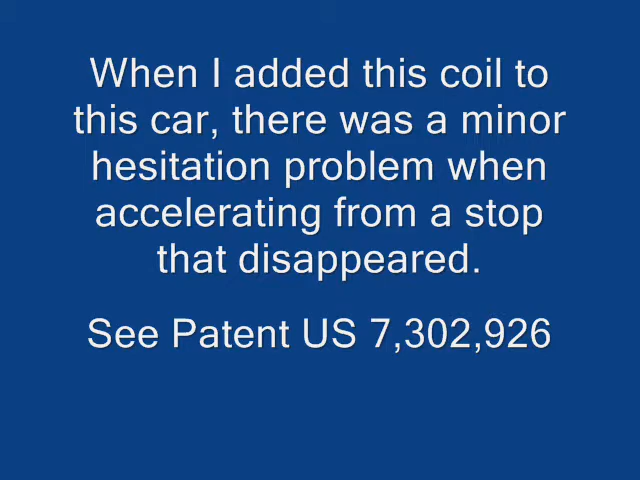 When I added this coil to
this car, there was a minor
hesitation problem when
accelerating from a stop
that disappeared.
See Patent US 7,302,926